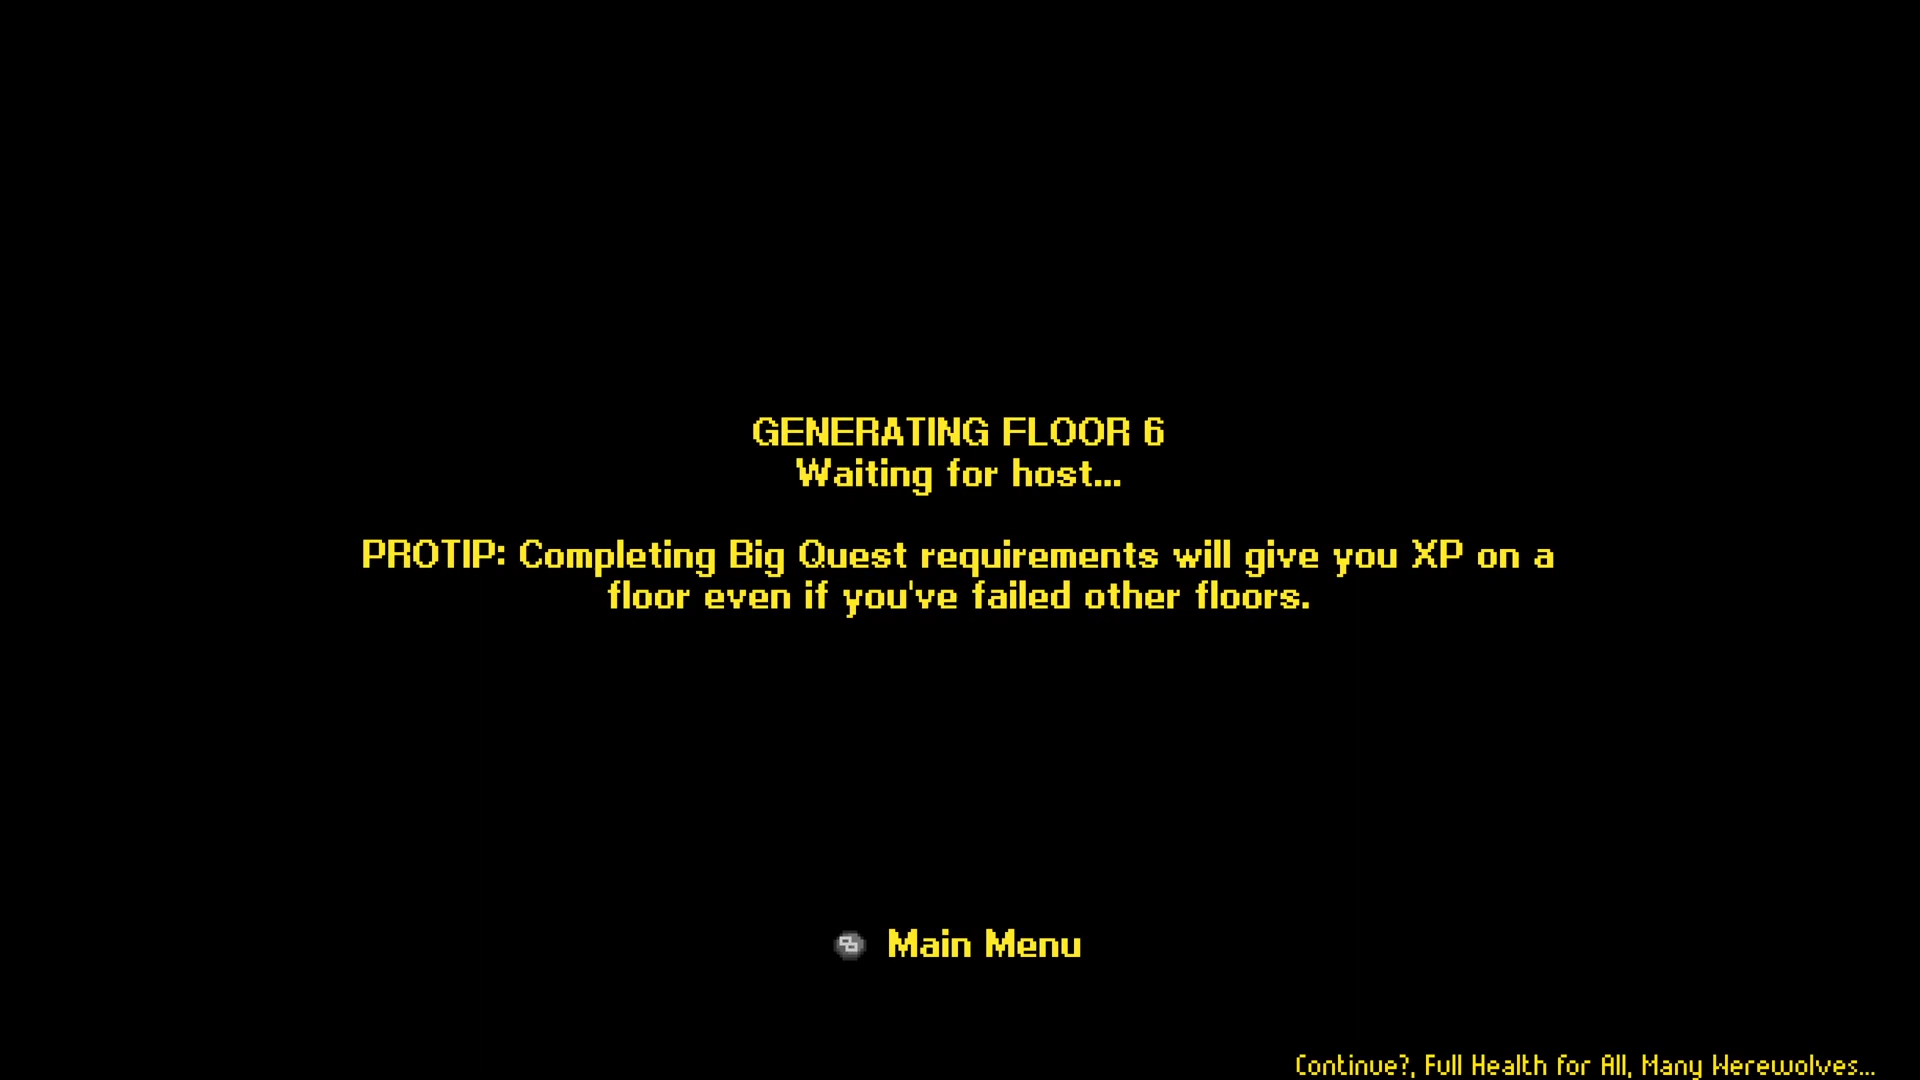 GENERATING FLOOR 6
Waiting for host...
PROTIP: Completing Big Quest requirements will give you XP on a
floor even if you've failed other floors.
Main Menu
Continue?, Full Health for All, Many Werewolves...